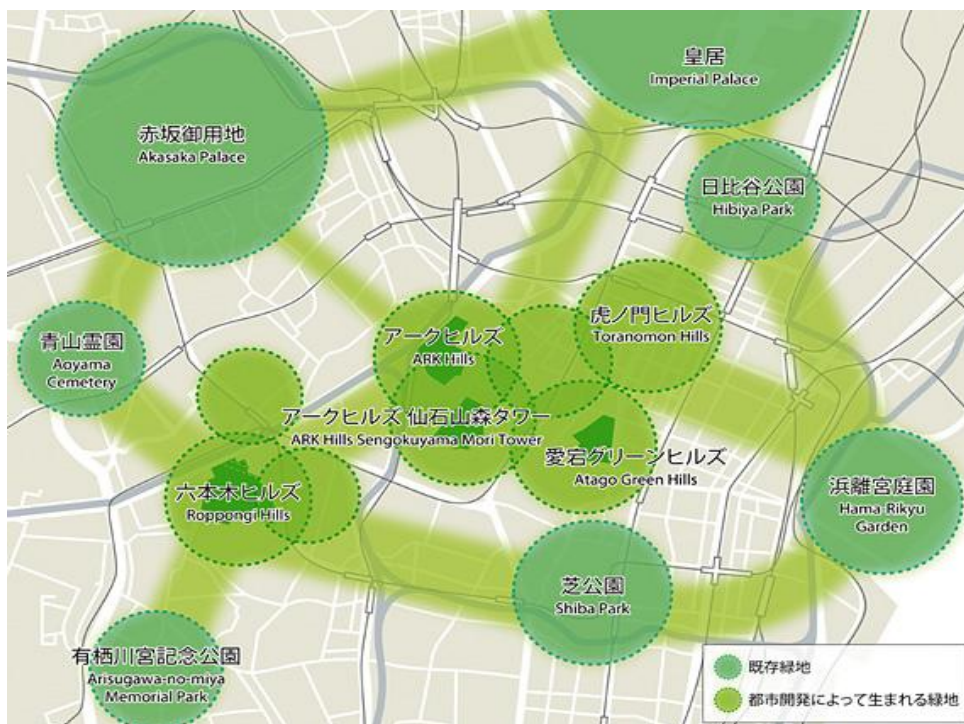 皇居
Imperial Palace
赤坂御用地
Akasaka Palace
日比谷公園
Hibiya Park
虎ノ門ヒルズ
Toranomon Hills
アークヒルズ
ARK Hills
青山霊園
Aoyama
Cemetery
アークヒルズ 仙石山森タワー
ARK Hills Sengokuyama Mori Tower
愛宕グリーンヒルズ
Atago Green Hills
六本木ヒルズ
Roppongi Hills
浜離宮庭園
Hama-Rikyu
Garden
芝公園
Shiba Park
有栖川宮記念公園
Arisugawa-no-miya
Memorial Park
既存緑地
都市開発によって生まれる緑地